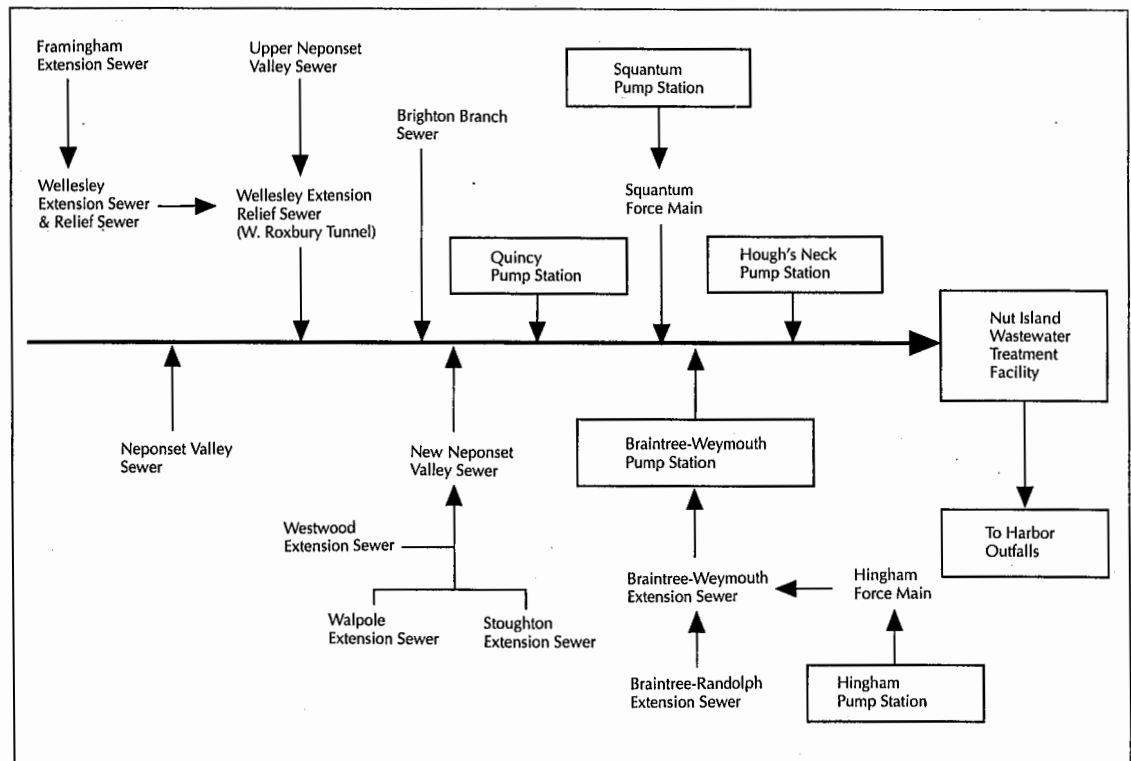 Framingham
Extension Sewer
Upper Neponset
Valley Sewer
Squantum
Pump Station
Brighton Branch
Sewer
Wellesley
Extension Sewer
& Relief Sewer
Wellesley Extension
Relief Sewer
(W. Roxbury Tunnel)
Squantum
Force Main
Quincy
Pump Station
Hough's Neck
Pump Station
Nut Island
Wastewater
Treatment
Facility
Neponset Valley
Sewer
New Neponset
Valley Sewer
Braintree-Weymouth
Pump Station
Westwood
Extension Sewer
To Harbor
Outfalls
Braintree-Weymouth
Extension Sewer
Hingham
Force Main
Walpole
Extension Sewer
Stoughton
Extension Sewer
Braintree-Randolph
Extension Sewer
Hingham
Pump Station